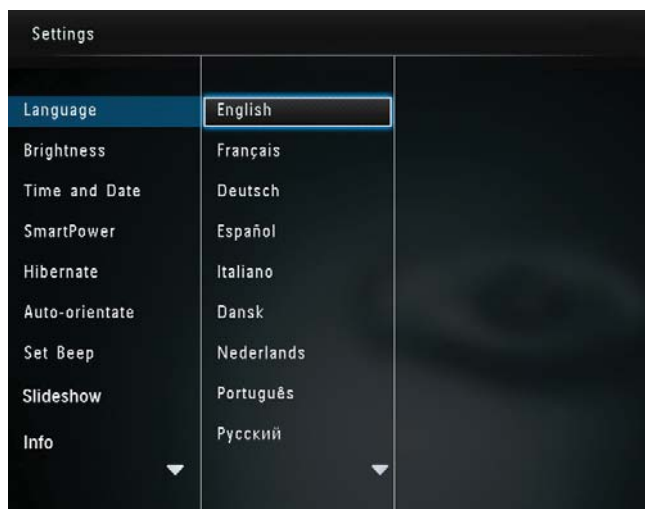 Settings
Language
Brightness
Time and Date
SmartPower
Hibernate
Auto-orientate
Set Beep
Slideshow
Info
English
Français
Deutsch
Español
Italiano
Dansk
Nederlands
Português
Русский